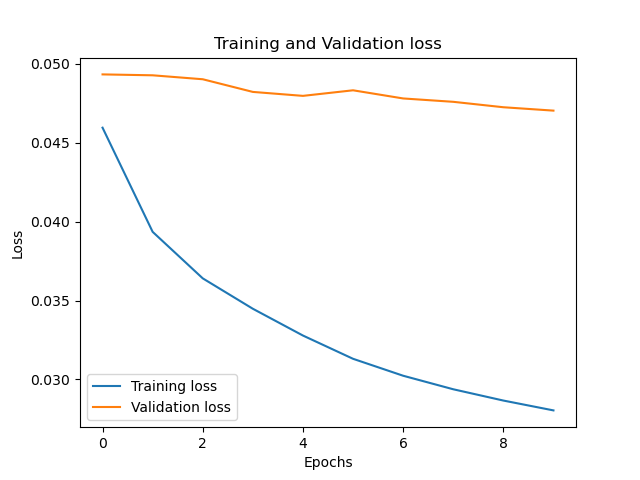 Training and Validation loss
0.050
0.045
0.040
0.035
0.030
Loss
Training loss
Validation loss
0 2 4 6 8
Epochs